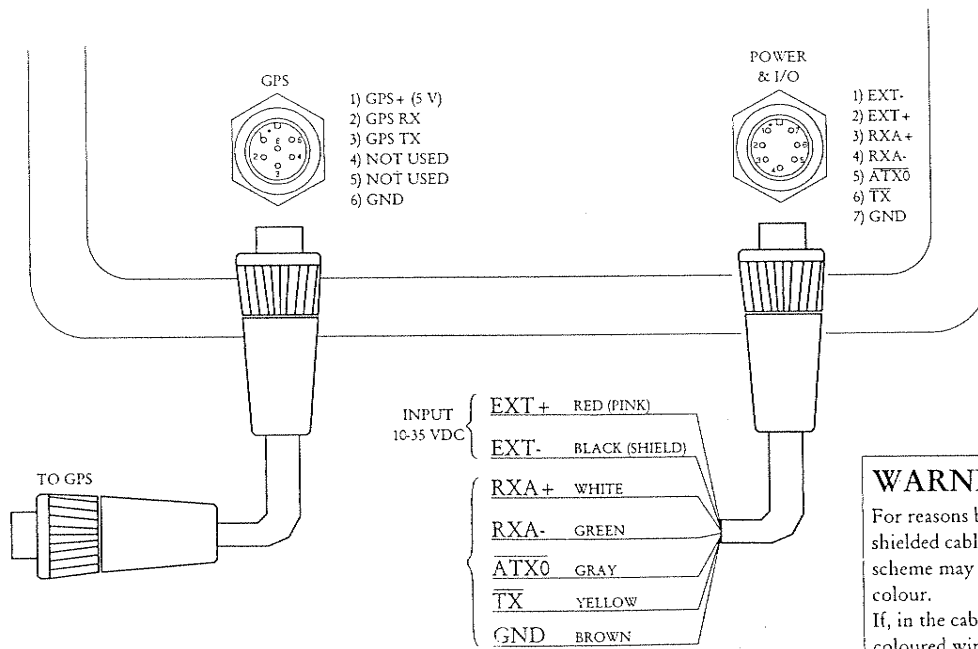 GPS
1) GPS+ (5 V)
2) GPS RX
3) GPS TX
4) NOT USED
5) NOT USED
6) GND
POWER
& I/O
1) EXT-
2) EXT+
3) RXA+
4) RXA-
5) ATX0
6) TX
7) GND
INPUT
10-35 VDC
EXT+ RED (PINK)
EXT- BLACK (SHIELD)
RXA+ WHITE
RXA- GREEN
ATX0 GRAY
TX YELLOW
GND BROWN
TO GPS
For reasons
shielded
scheme may
colour.
If, in the
coloured